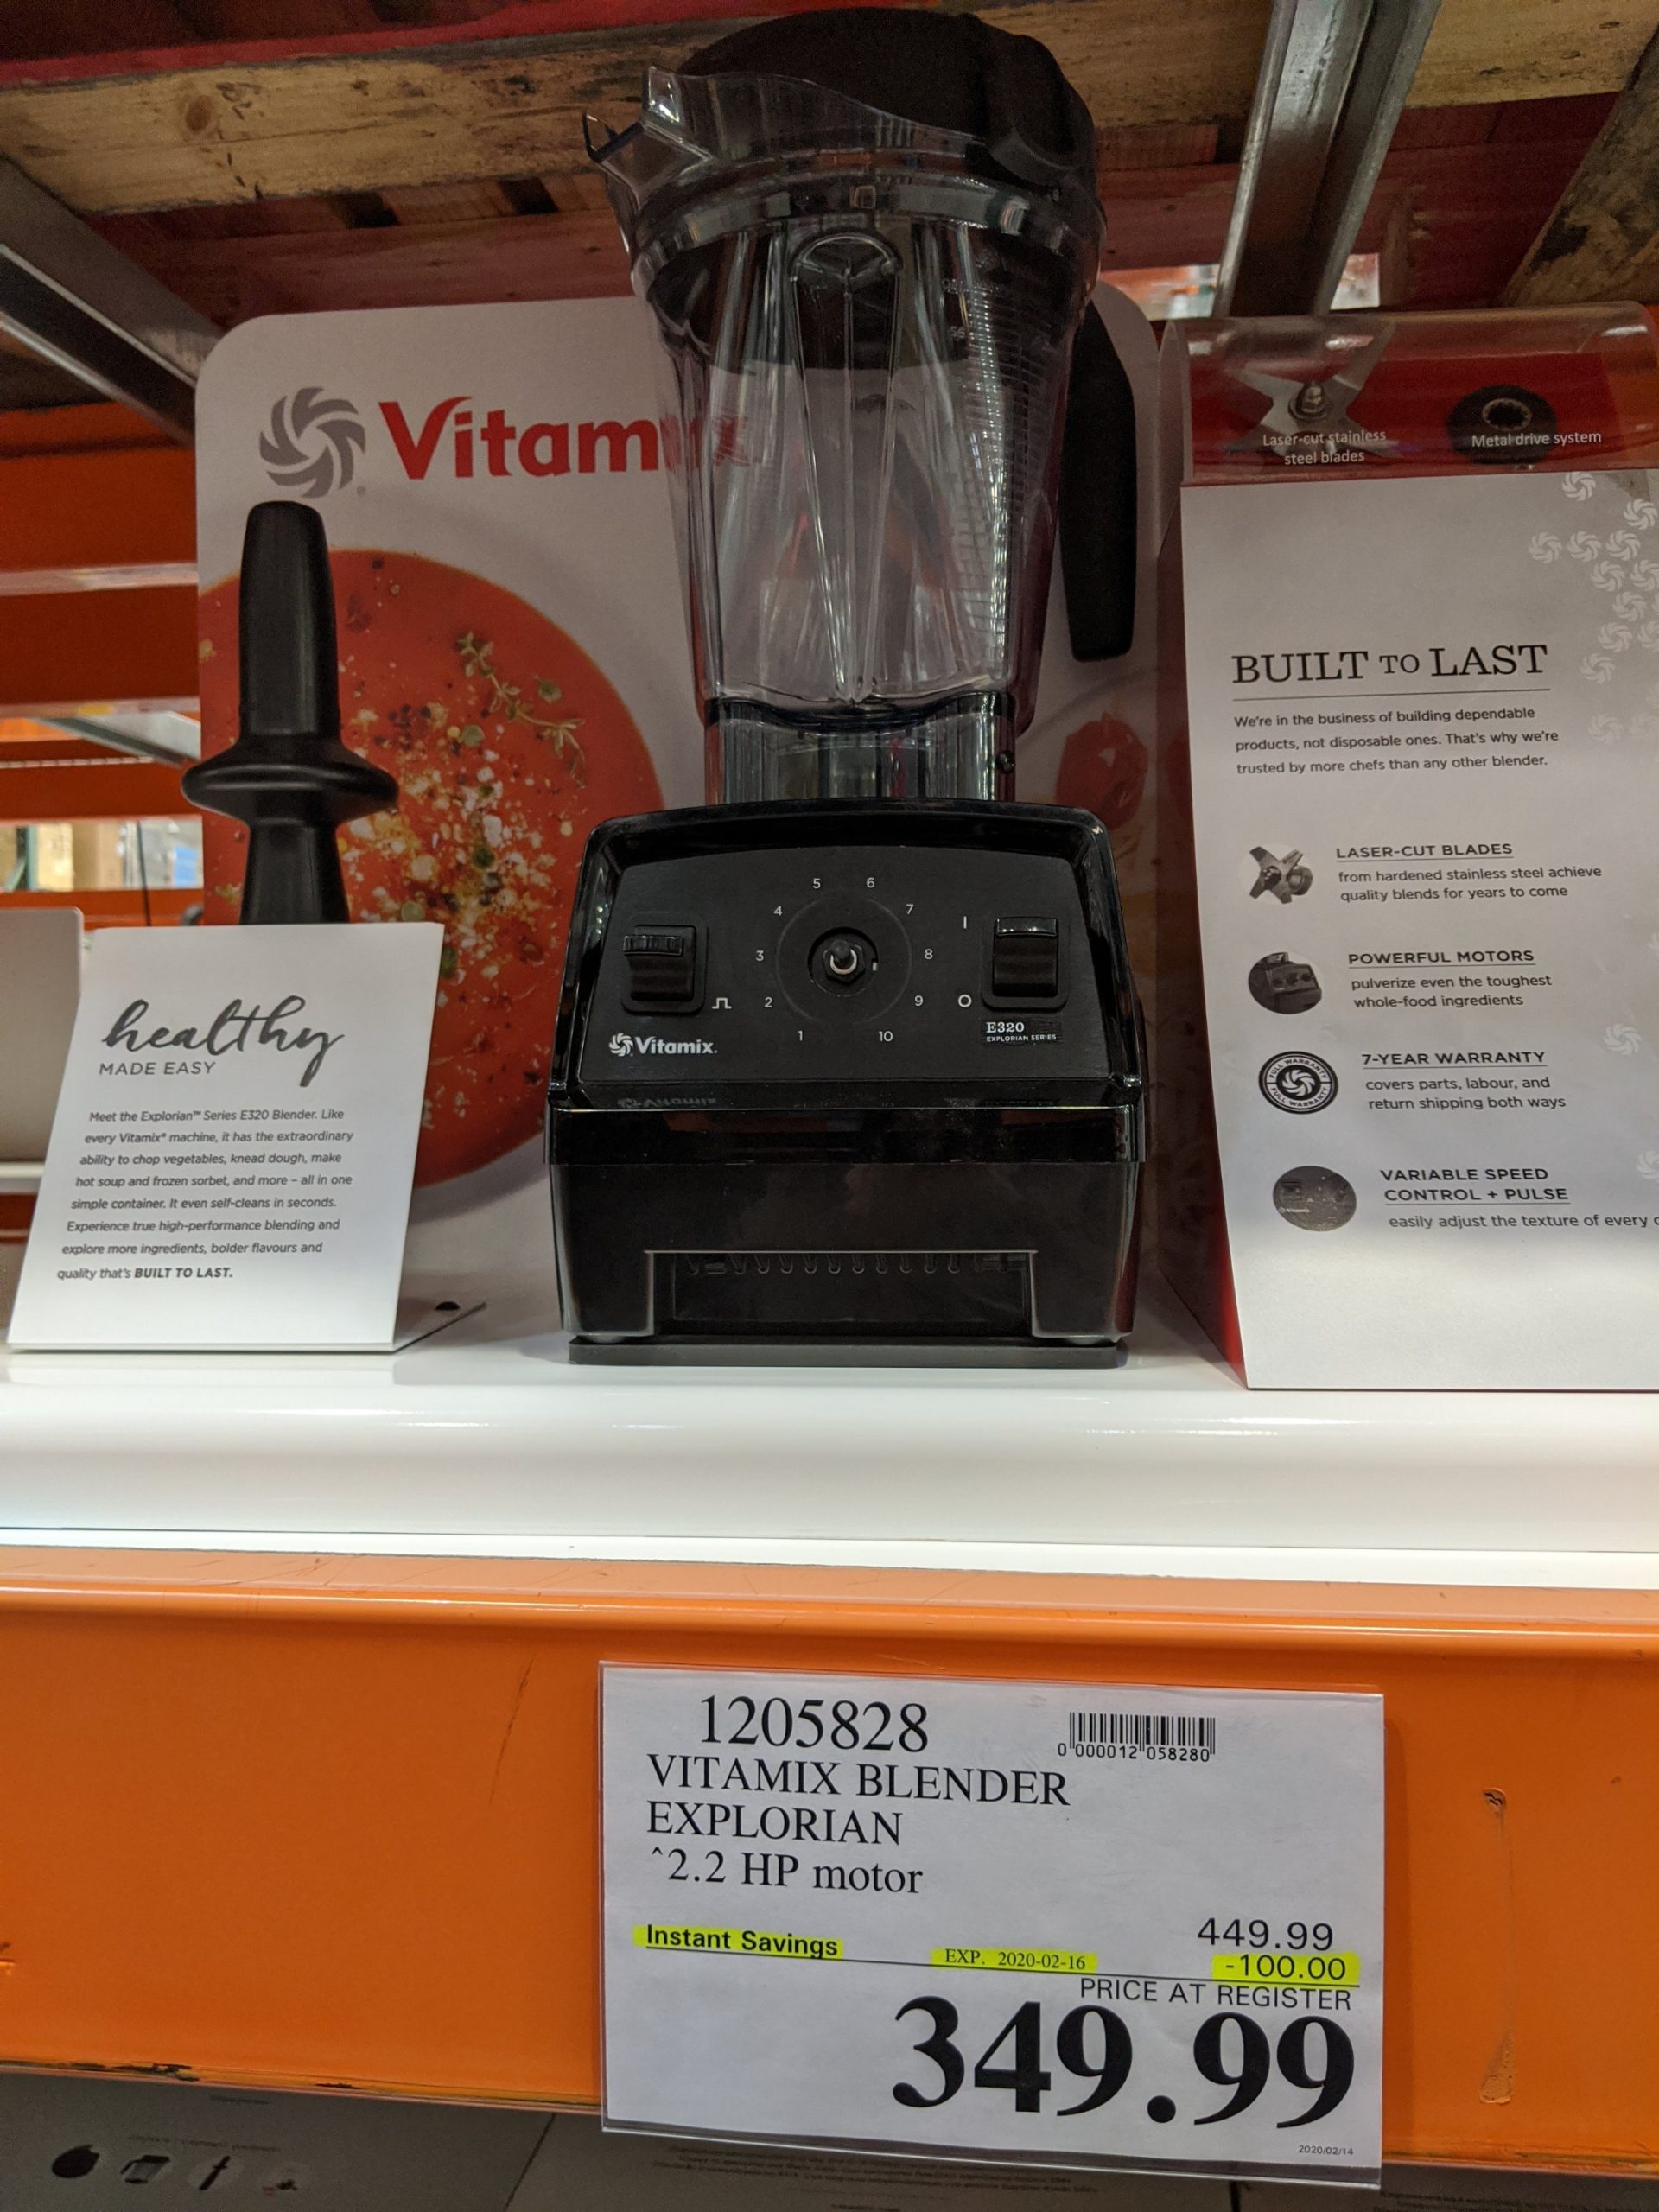 Vitam
Laser-cut stainless
steel blades
Metal drive system
BUILT TO LAST
We're in the business of building dependable
products, not disposable ones. That's why we're
trusted by more chefs than any other blender.
LASER-CUT BLADES
from hardened stainless steel achieve
quality blends for years to come
POWERFUL MOTORS
pulverize even the toughest
whole-food ingredients
FULL WARRANTY
FULL WARRANTY
7-YEAR WARRANTY
covers parts, labour, and
return shipping both ways
VARIABLE SPEED
CONTROL + PULSE
easily adjust the texture of every
5 6
4 7
3 8
2 9
1 10
I
O
Vitamix.
E320
EXPLORIAN SERIES
healthy
MADE EASY
Meet the Explorian™ Series E320 Blender. Like
every Vitamix® machine, it has the extraordinary
ability to chop vegetables, knead dough, make
hot soup and frozen sorbet, and more – all in one
simple container. It even self-cleans in seconds.
Experience true high-performance blending and
explore more ingredients, bolder flavours and
quality that's BUILT TO LAST.
1205828
0 000012 058280
VITAMIX BLENDER
EXPLORIAN
^2.2 HP motor
449.99
Instant Savings EXP. 2020-02-16 -100.00
PRICE AT REGISTER
349.99
2020/02/14